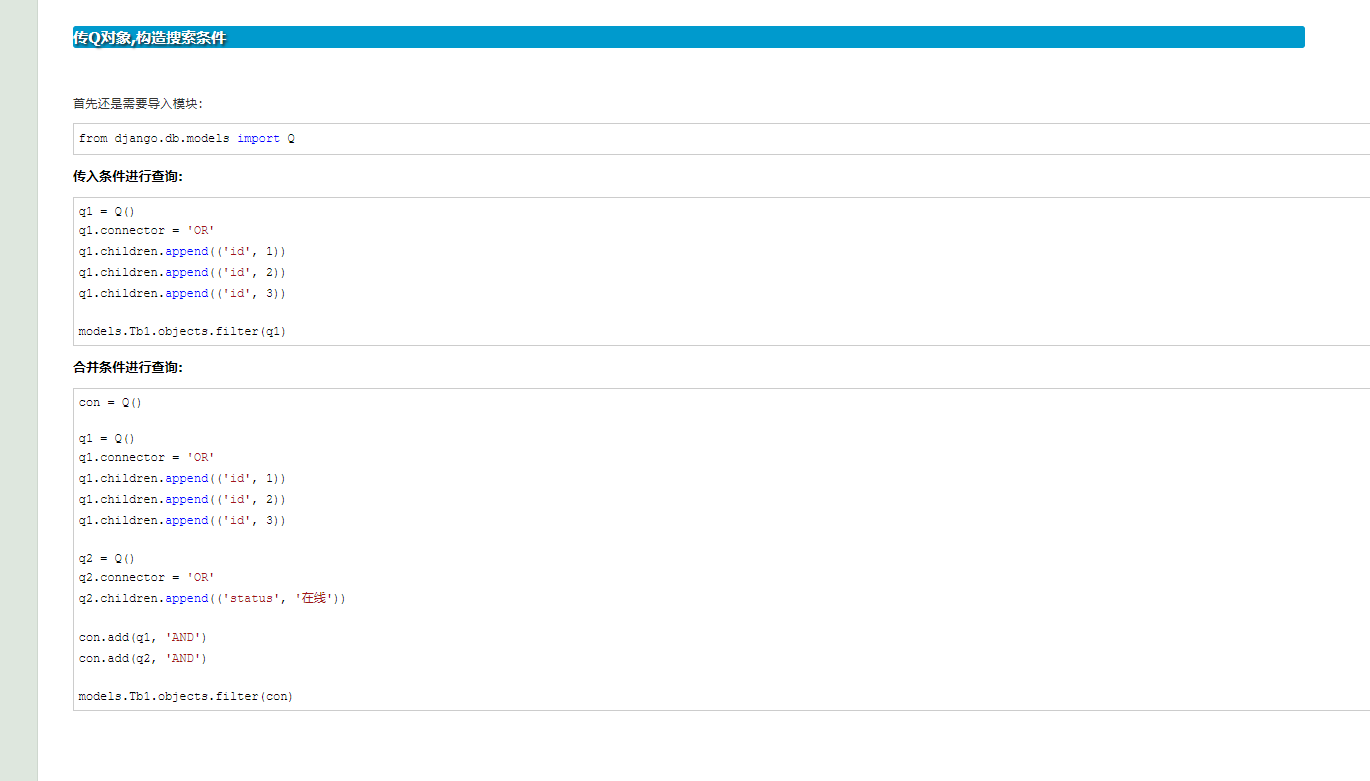 传Q对象,构造搜索条件
首先还是需要导入模块:
from django.db.models import Q
传入条件进行查询:
q1 = Q()
q1.connector = 'OR'
q1.children.append(('id', 1))
q1.children.append(('id', 2))
q1.children.append(('id', 3))
models.Tb1.objects.filter(q1)
合并条件进行查询:
con = Q()
q1 = Q()
q1.connector = 'OR'
q1.children.append(('id', 1))
q1.children.append(('id', 2))
q1.children.append(('id', 3))
q2 = Q()
q2.connector = 'OR'
q2.children.append(('status', '在线'))
con.add(q1, 'AND')
con.add(q2, 'AND')
models.Tb1.objects.filter(con)